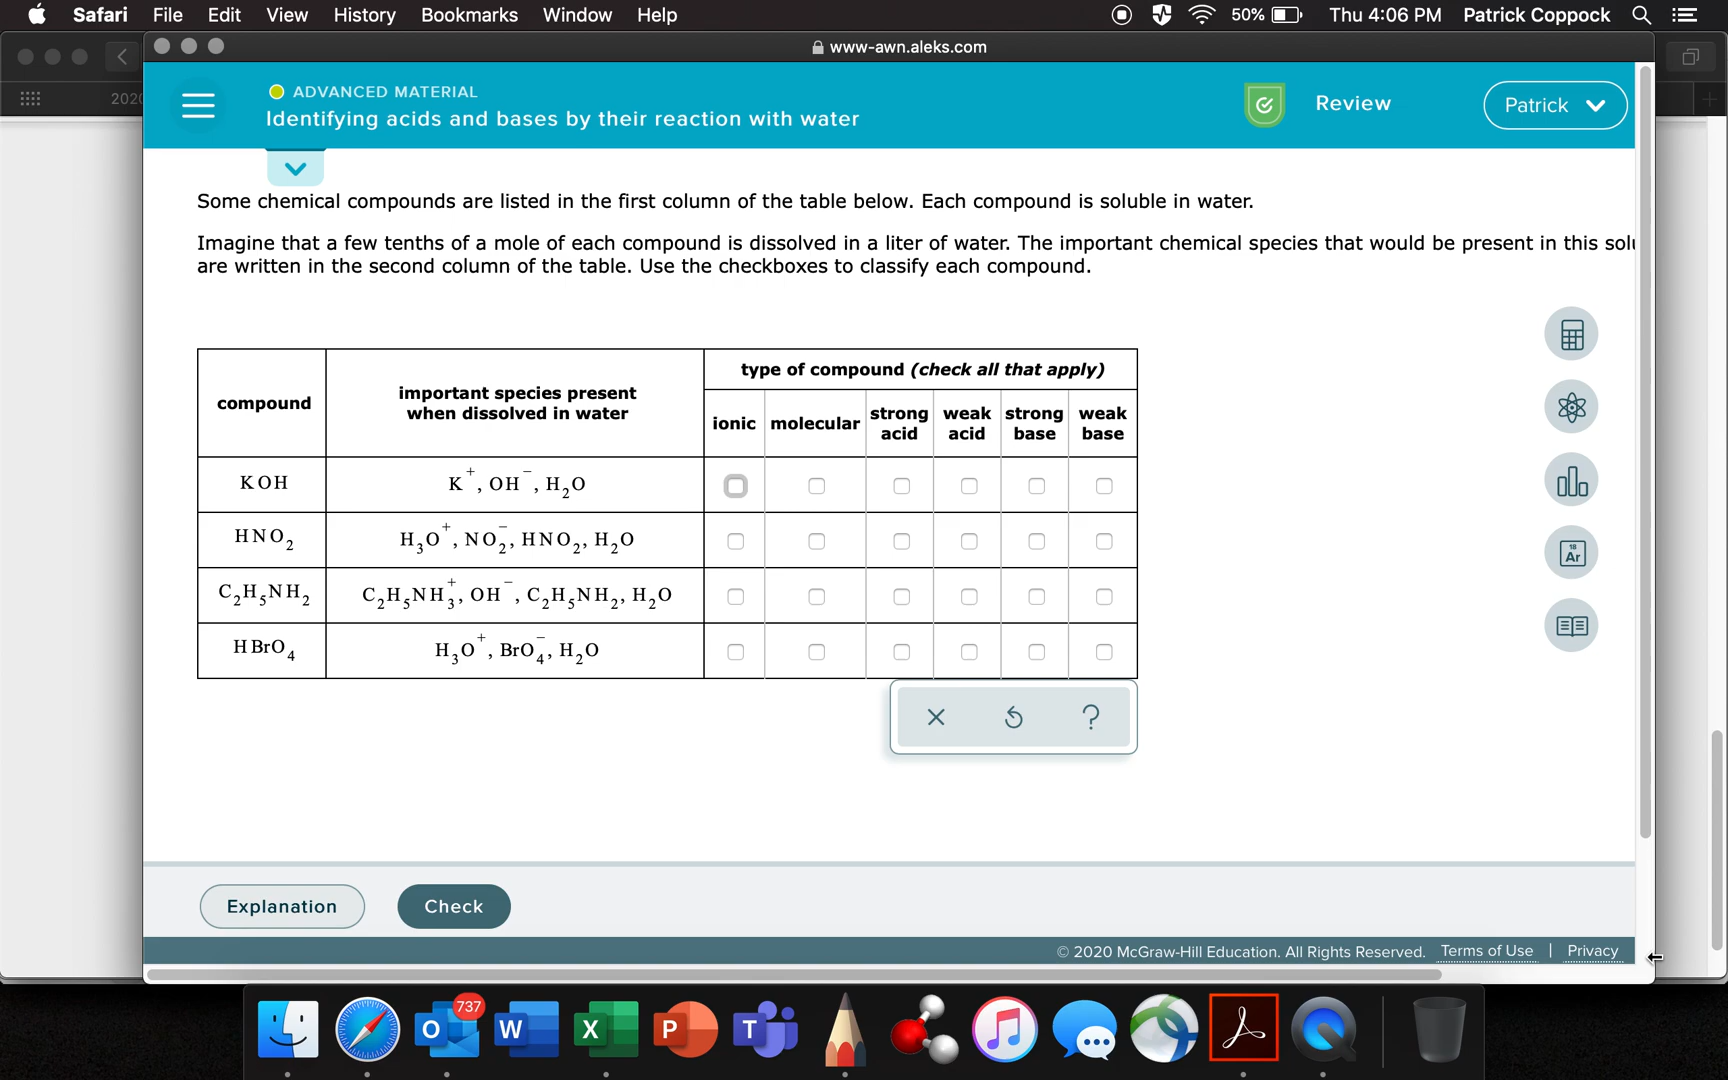 Safari File Edit View History Bookmarks Window Help 50% Thu 4:06 PM Patrick Coppock
www-awn.aleks.com
202
ADVANCED MATERIAL
Identifying acids and bases by their reaction with water
Review
Patrick
Some chemical compounds are listed in the first column of the table below. Each compound is soluble in water.
Imagine that a few tenths of a mole of each compound is dissolved in a liter of water. The important chemical species that would be present in this
are written in the second column of the table. Use the checkboxes to classify each compound.
compound
important species present
when dissolved in water
type of compound (check all that apply)
ionic molecular strong acid weak acid strong base weak base
KOH K⁺, OH⁻, H₂O
HNO₂ H₃O⁺, NO₂⁻, HNO₂, H₂O
C₂H₅NH₂ C₂H₅NH₃⁺, OH⁻, C₂H₅NH₂, H₂O
HBrO₄ H₃O⁺, BrO₄⁻, H₂O
18
Ar
?
Explanation Check
© 2020 McGraw-Hill Education. All Rights Reserved. Terms of Use | Privacy
737
O W X P T